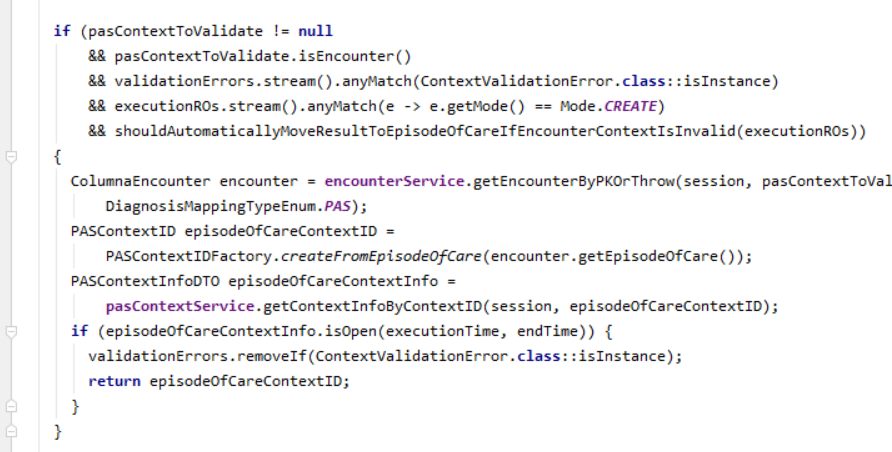 if (pasContextToValidate != null
&& pasContextToValidate.isEncounter()
&& validationErrors.stream().anyMatch(ContextValidationError.class::isInstance)
&& executionROs.stream().anyMatch(e -> e.getMode() == Mode.CREATE)
&& shouldAutomaticallyMoveResultToEpisodeOfCareIfEncounterContextIsInvalid(executionROs))
{
ColumnaEncounter encounter = encounterService.getEncounterByPKOrThrow(session, pasContextToVal
DiagnosisMappingTypeEnum.PAS);
PASContextID episodeOfCareContextID =
PASContextIDFactory.createFromEpisodeOfCare(encounter.getEpisodeOfCare());
PASContextInfoDTO episodeOfCareContextInfo =
pasContextService.getContextInfoByContextID(session, episodeOfCareContextID);
if (episodeOfCareContextInfo.isOpen(executionTime, endTime)) {
validationErrors.removeIf(ContextValidationError.class::isInstance);
return episodeOfCareContextID;
}
}